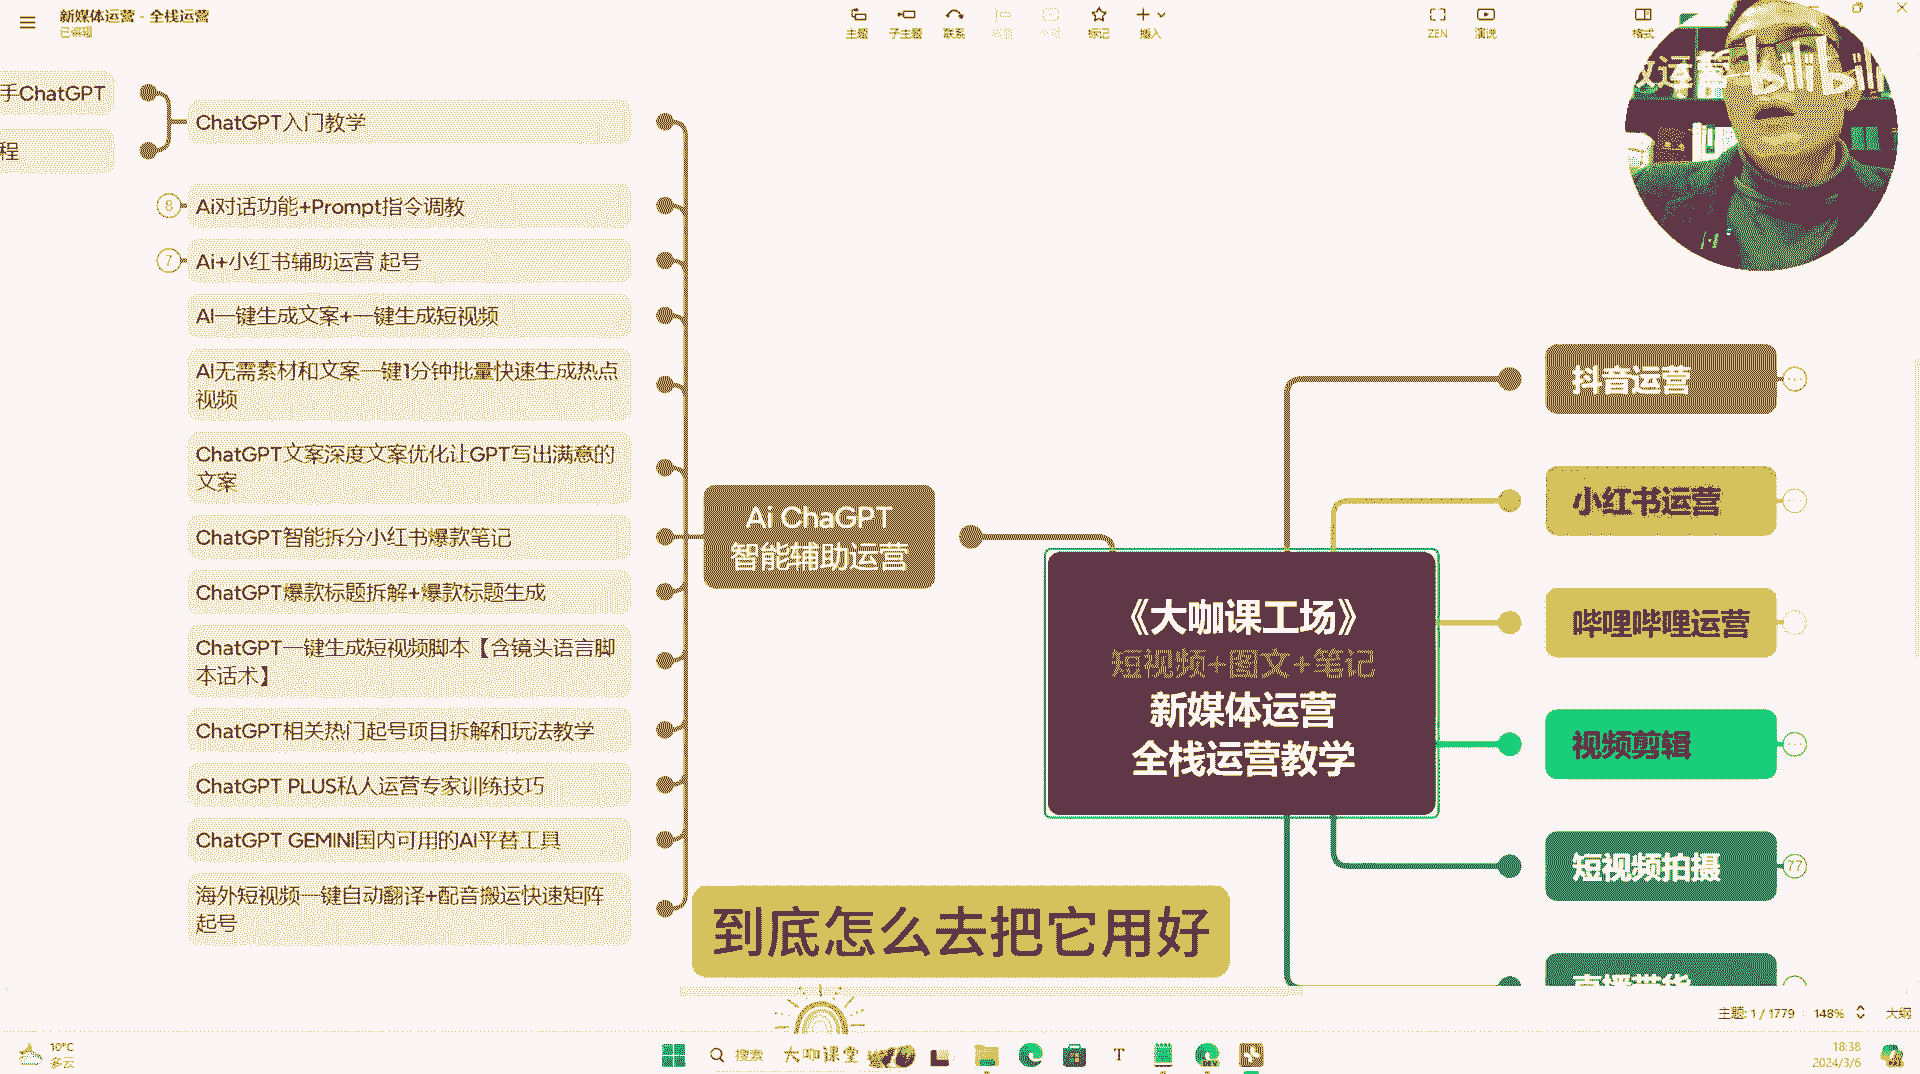 新媒体运营 - 全栈运营
已编辑
主题
子主题
联系
标记
插入
ZEN
演说
格式
手ChatGPT
程
ChatGPT入门教学
8
Ai对话功能+Prompt指令调教
7
Ai+小红书辅助运营 起号
AI一键生成文案+一键生成短视频
AI无需素材和文案一键1分钟批量快速生成热点
视频
ChatGPT文案深度文案优化让GPT写出满意的
文案
ChatGPT智能拆分小红书爆款笔记
ChatGPT爆款标题拆解+爆款标题生成
ChatGPT一键生成短视频脚本【含镜头语言脚
本话术】
ChatGPT相关热门起号项目拆解和玩法教学
ChatGPT PLUS私人运营专家训练技巧
ChatGPT GEMINI国内可用的AI平替工具
海外短视频一键自动翻译+配音搬运快速矩阵
起号
Ai ChaGPT
智能辅助运营
《大咖课工场》
短视频+图文+笔记
新媒体运营
全栈运营教学
抖音运营
小红书运营
哔哩哔哩运营
视频剪辑
短视频拍摄
77
直播带货
运营
bilibili
到底怎么去把它用好
主题: 1 / 1779
148%
大纲
10°C
多云
搜索
大咖课堂
18:38
2024/3/6